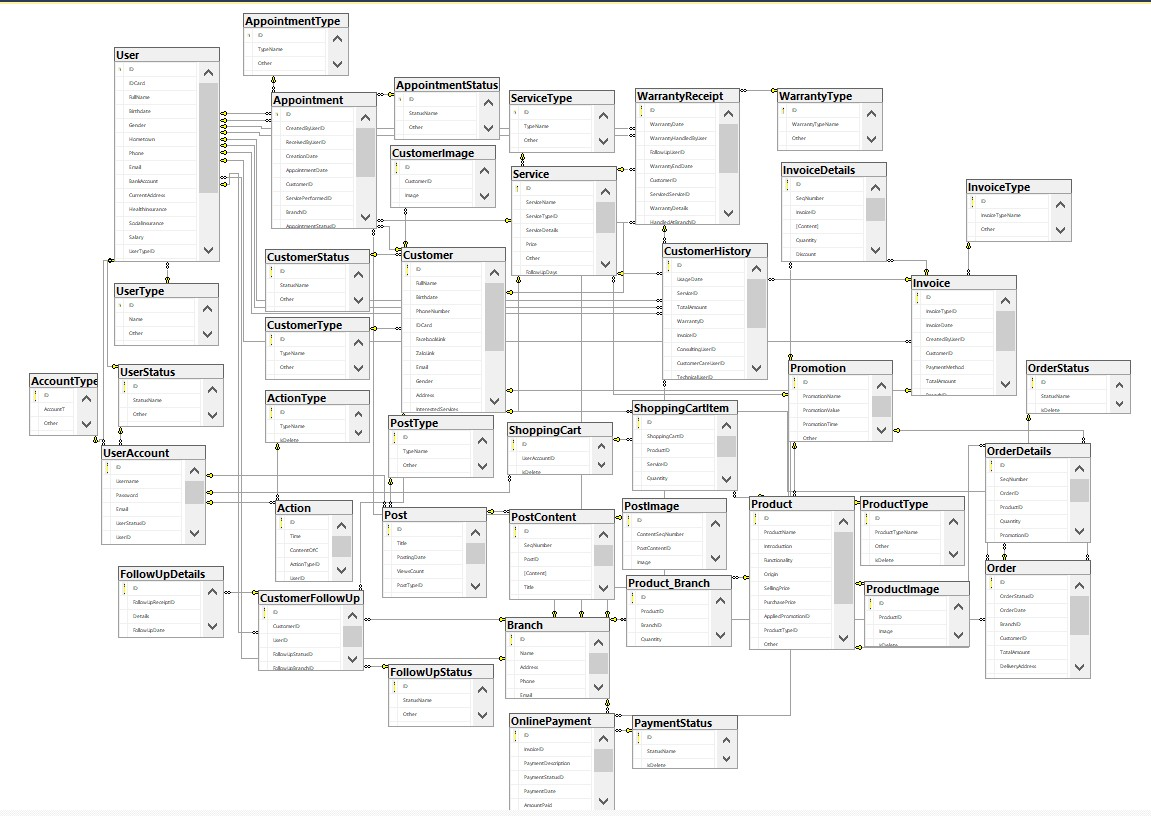 AppointmentType
ID
TypeName
Other
User
ID
IDCard
FullName
Birthdate
Gender
Hometown
Phone
Email
BankAccount
CurrentAddress
HealthInsurance
SocialInsurance
Salary
UserTypeID
Appointment
ID
CreatedByUserID
ReceivedByUserID
CreationDate
AppointmentDate
CustomerID
ServicePerformedID
BranchID
AppointmentStatusID
AppointmentStatus
ID
StatusName
Other
ServiceType
ID
TypeName
Other
WarrantyReceipt
ID
WarrantyDate
WarrantyHandledByUser
FollowUpUserID
WarrantyEndDate
CustomerID
ServicedServiceID
WarrantyDetails
HandledAtBranchID
WarrantyType
ID
WarrantyTypeName
Other
CustomerImage
ID
CustomerID
Image
Service
ID
ServiceName
ServiceTypeID
ServiceDetails
Price
Other
FollowUpDays
InvoiceDetails
ID
SeqNumber
InvoiceID
[Content]
Quantity
Discount
InvoiceType
ID
InvoiceTypeName
Other
CustomerStatus
ID
StatusName
Other
Customer
ID
FullName
Birthdate
PhoneNumber
IDCard
FacebookLink
ZaloLink
Email
Gender
Address
InterestedServices
CustomerHistory
ID
UsageDate
ServiceID
TotalAmount
WarrantyID
InvoiceID
ConsultingUserID
CustomerCareUserID
TechnicalUserID
Invoice
ID
InvoiceTypeID
InvoiceDate
CreatedByUserID
CustomerID
PaymentMethod
TotalAmount
BranchID
UserType
ID
Name
Other
CustomerType
ID
TypeName
Other
UserStatus
ID
StatusName
Other
AccountType
ID
AccountT
Other
ActionType
ID
TypeName
IsDelete
Promotion
ID
PromotionName
PromotionValue
PromotionTime
Other
OrderStatus
ID
StatusName
IsDelete
PostType
ID
TypeName
Other
ShoppingCart
ID
UserAccountID
IsDelete
ShoppingCartItem
ID
ShoppingCartID
ProductID
ServiceID
Quantity
UserAccount
ID
Username
Password
Email
UserStatusID
UserID
OrderDetails
ID
SeqNumber
OrderID
ProductID
Quantity
PromotionID
Action
ID
Time
ContentOfC
ActionTypeID
UserID
Post
ID
Title
PostingDate
ViewsCount
PostTypeID
PostContent
ID
SeqNumber
PostID
[Content]
Title
PostImage
ID
ContentSeqNumber
PostContentID
Image
Product
ID
ProductName
Introduction
Functionality
Origin
SellingPrice
PurchasePrice
AppliedPromotionID
ProductTypeID
Other
ProductType
ID
ProductTypeName
Other
IsDelete
Order
ID
OrderStatusID
OrderDate
BranchID
CustomerID
TotalAmount
DeliveryAddress
FollowUpDetails
ID
FollowUpReceiptID
Details
FollowUpDate
CustomerFollowUp
ID
CustomerID
UserID
FollowUpStatusID
FollowUpBranchID
Product_Branch
ID
ProductID
BranchID
Quantity
ProductImage
ID
ProductID
Image
IsDelete
Branch
ID
Name
Address
Phone
Email
FollowUpStatus
ID
StatusName
Other
OnlinePayment
ID
InvoiceID
PaymentDescription
PaymentStatusID
PaymentDate
AmountPaid
PaymentStatus
ID
StatusName
IsDelete